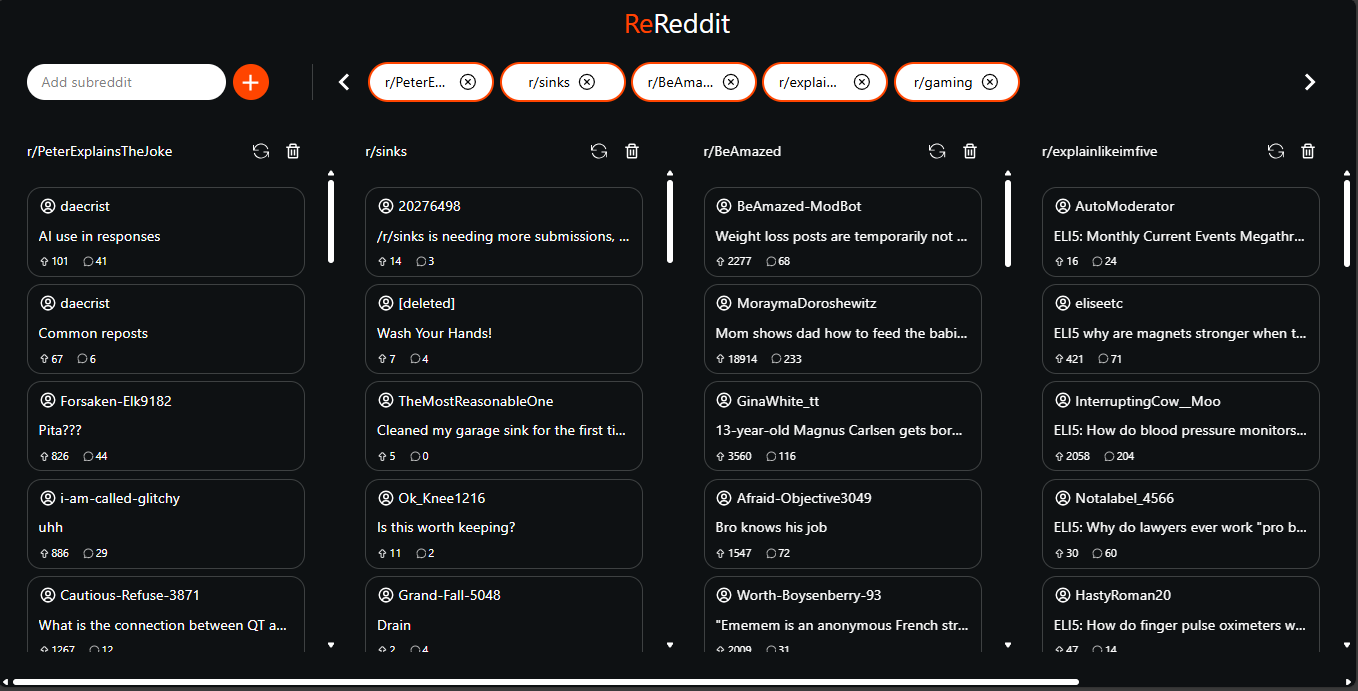 ReReddit
Add subreddit
r/PeterE...
r/sinks
r/BeAma...
r/explai...
r/gaming
r/PeterExplainsTheJoke
daecrist
AI use in responses
101 41
daecrist
Common reposts
67 6
Forsaken-Elk9182
Pita???
826 44
i-am-called-glitchy
uhh
886 29
Cautious-Refuse-3871
What is the connection between QT a...
1267 12
r/sinks
20276498
/r/sinks is needing more submissions, ...
14 3
[deleted]
Wash Your Hands!
7 4
TheMostReasonableOne
Cleaned my garage sink for the first ti...
5 0
Ok_Knee1216
Is this worth keeping?
11 2
Grand-Fall-5048
Drain
2 4
r/BeAmazed
BeAmazed-ModBot
Weight loss posts are temporarily not ...
2277 68
MoraymaDoroshewitz
Mom shows dad how to feed the babi...
18914 233
GinaWhite_tt
13-year-old Magnus Carlsen gets bor...
3560 116
Afraid-Objective3049
Bro knows his job
1547 72
Worth-Boysenberry-93
"Ememem is an anonymous French str...
2009 31
r/explainlikeimfive
AutoModerator
ELI5: Monthly Current Events Megathr...
16 24
eliseetc
ELI5 why are magnets stronger when t...
421 71
InterruptingCow__Moo
ELI5: How do blood pressure monitors...
2058 204
Notalabel_4566
ELI5: Why do lawyers ever work "pro b...
30 60
HastyRoman20
ELI5: How do finger pulse oximeters w...
47 14